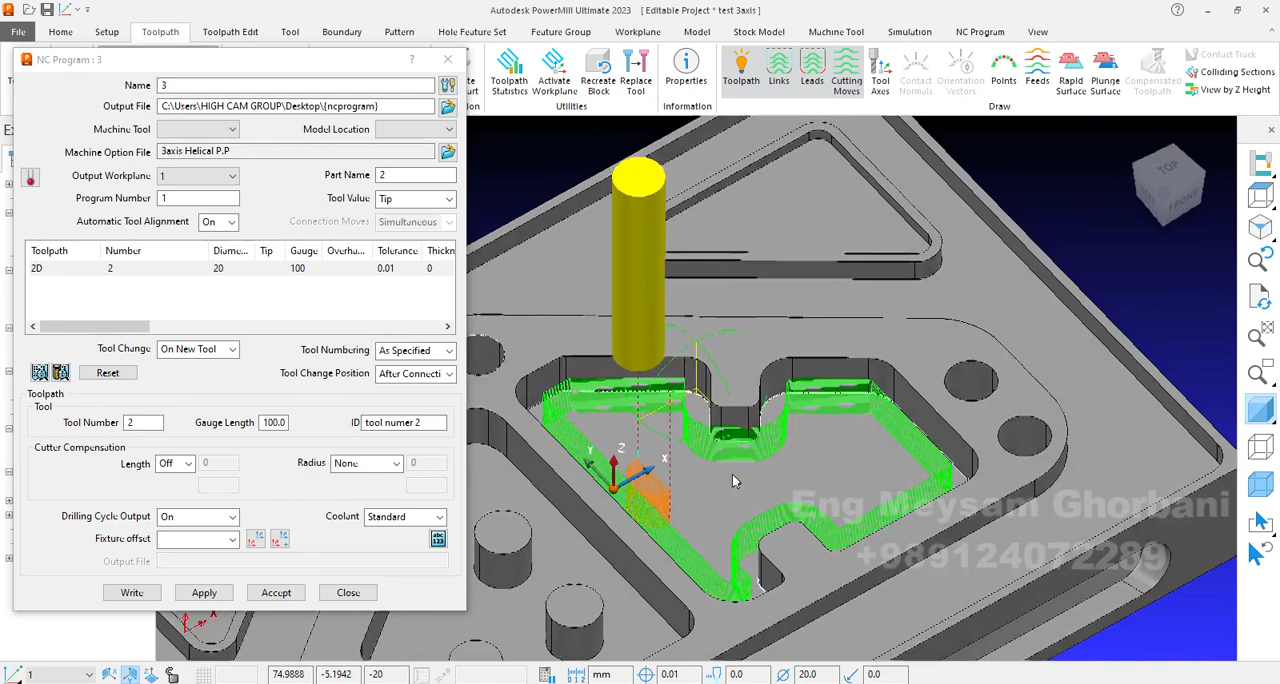 Autodesk PowerMill Ultimate 2023 [ Editable Project * test 3axis ]
File Home Setup Toolpath Toolpath Edit Tool Boundary Pattern Hole Feature Set Feature Group Workplane Model Stock Model Machine Tool Simulation NC Program View
NC Program : 3
Name 3
Output File C:\Users\HIGH CAM GROUP\Desktop\{ncprogram}
Machine Tool Model Location
Machine Option File 3axis Helical P.P
Output Workplane 1 Part Name 2
Program Number 1 Tool Value Tip
Automatic Tool Alignment On Connection Moves Simultaneous
Toolpath Number Diame... Tip Gauge Overha... Tolerance Thickn
2D 2 20 100 0.01 0
Tool Change On New Tool Tool Numbering As Specified
Reset Tool Change Position After Connecti
Toolpath
Tool
Tool Number 2 Gauge Length 100.0 ID tool numer 2
Cutter Compensation
Length Off 0 Radius None 0
Drilling Cycle Output On Coolant Standard
Fixture offset
Output File
Write Apply Accept Close
Toolpath Statistics
Activate Workplane
Recreate Block
Replace Tool
Utilities
Properties
Information
Toolpath
Links
Leads
Cutting Moves
Tool Axes
Contact Normals
Orientation Vectors
Points
Feeds
Rapid Surface
Plunge Surface
Compensated Toolpath
Contact Truck
Colliding Sections
View by Z Height
Draw
TOP
FRONT
Z
Y
X
Eng Meysam Ghorbani
+989124072289
1 74.9888 -5.1942 -20 mm 0.01 0.0 20.0 0.0